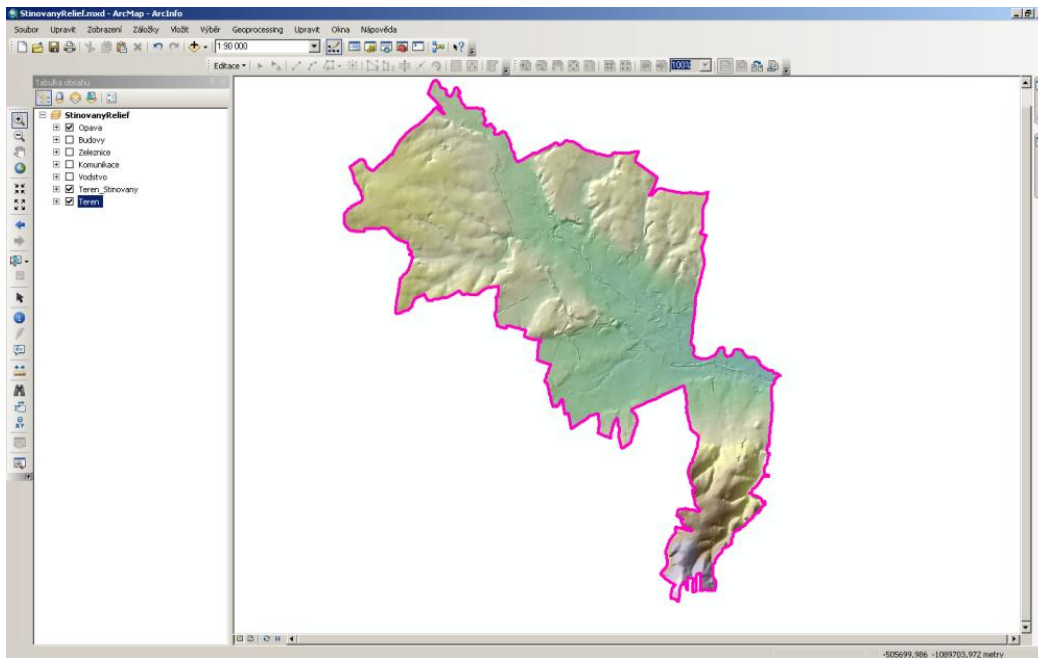 StinovanyRelief.mxd - ArcMap - ArcInfo
Soubor Upravit Zobrazení Záložky Vložit Výběr Geoprocessing Upravit Okna Nápověda
1:90 000
Editace
100%
Tabulka obsahu
StinovanyRelief
Opava
Budovy
Zeleznice
Komunikace
Vodstvo
Teren_Stinovany
Teren
-505699,986 -1089703,972 metry